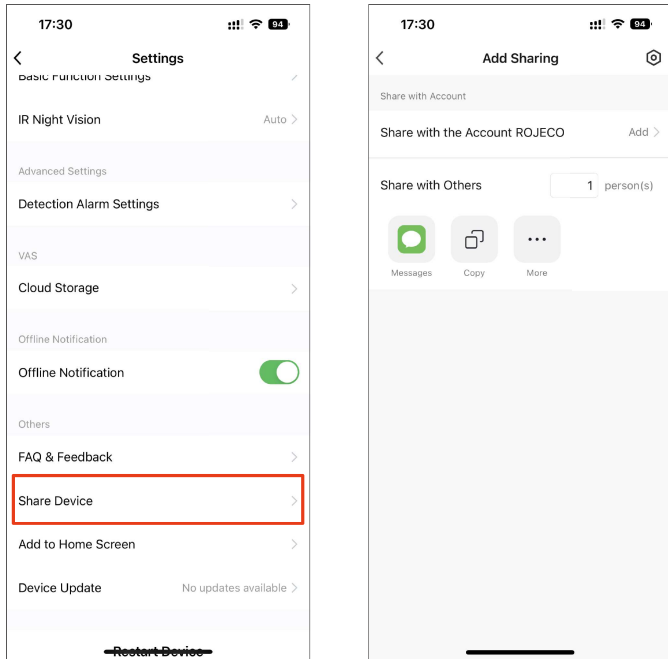 17:30
94
Settings
Basic Function Settings
IR Night Vision
Auto
Advanced Settings
Detection Alarm Settings
VAS
Cloud Storage
Offline Notification
Offline Notification
Others
FAQ & Feedback
Share Device
Add to Home Screen
Device Update
No updates available
Restart Device
17:30
94
Add Sharing
Share with Account
Share with the Account ROJECO
Add
Share with Others
1 person(s)
Messages
Copy
More